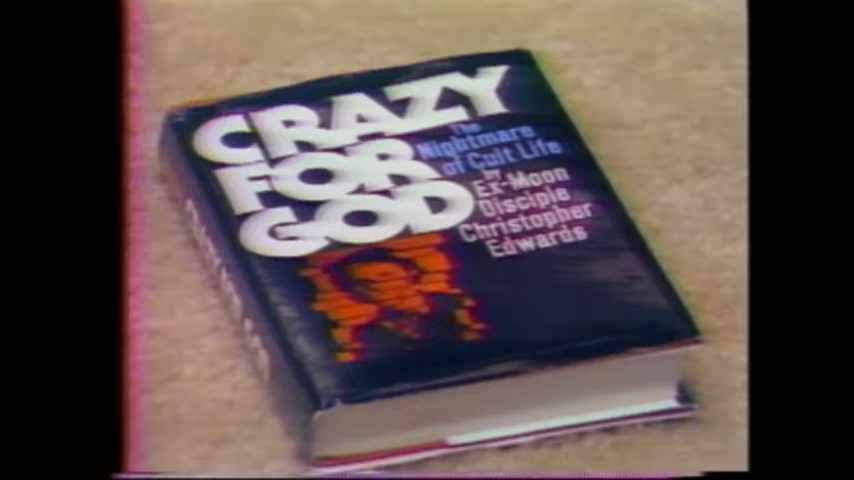 CRAZY
FOR
GOD
The
Nightmare
of Cult Life
by
Ex-Moon
Disciple
Christopher
Edwards